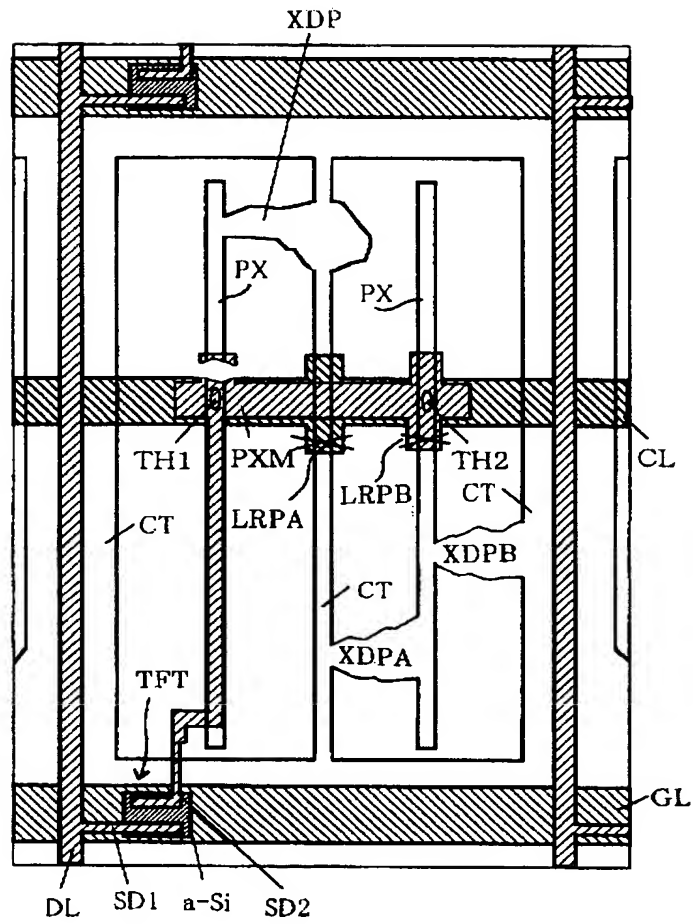 XDP
PX
PX
TH1
PXM
TH2
CL
LRPA
LRPB
CT
CT
XDPB
CT
XDPA
TFT
GL
DL
SD1
a-Si
SD2